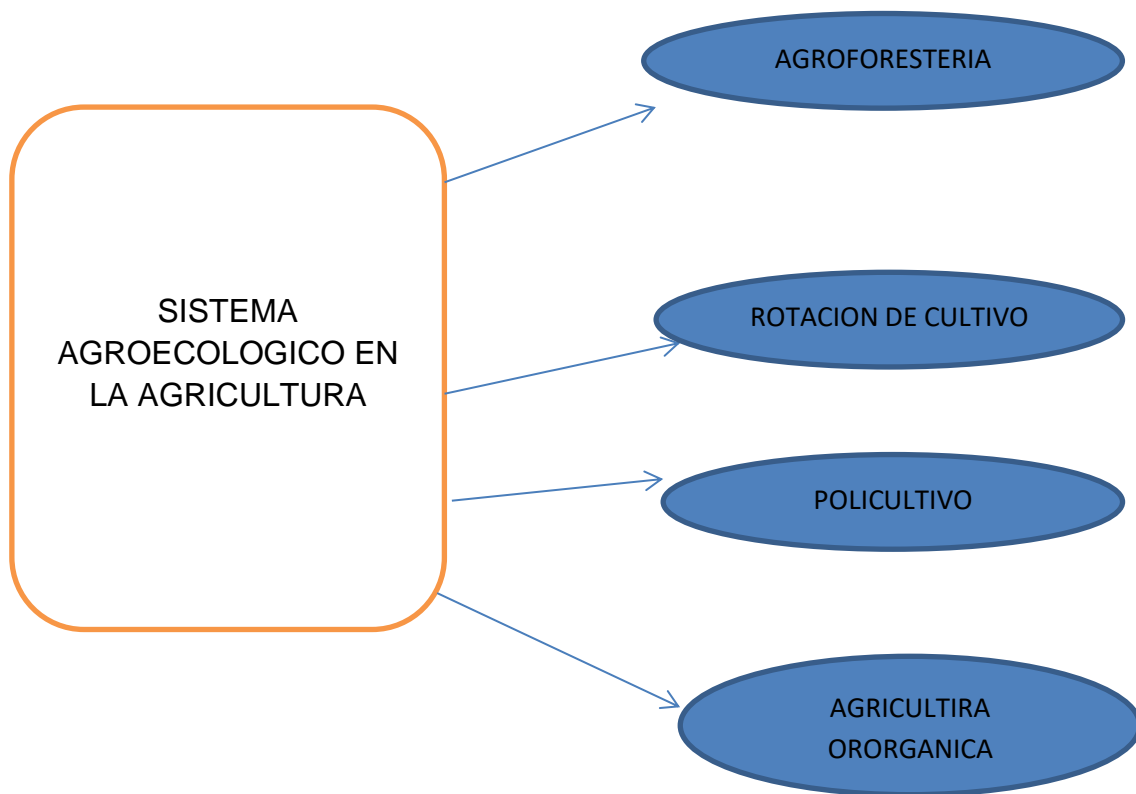 AGROFORESTERIA
SISTEMA
AGROECOLOGICO EN
LA AGRICULTURA
ROTACION DE CULTIVO
POLICULTIVO
AGRICULTIRA
ORORGANICA